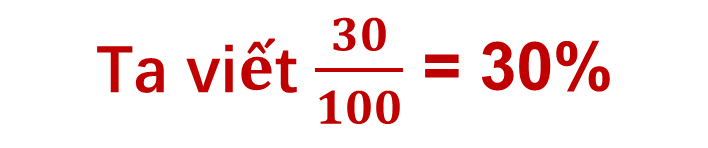 Ta viết 30/100 = 30%